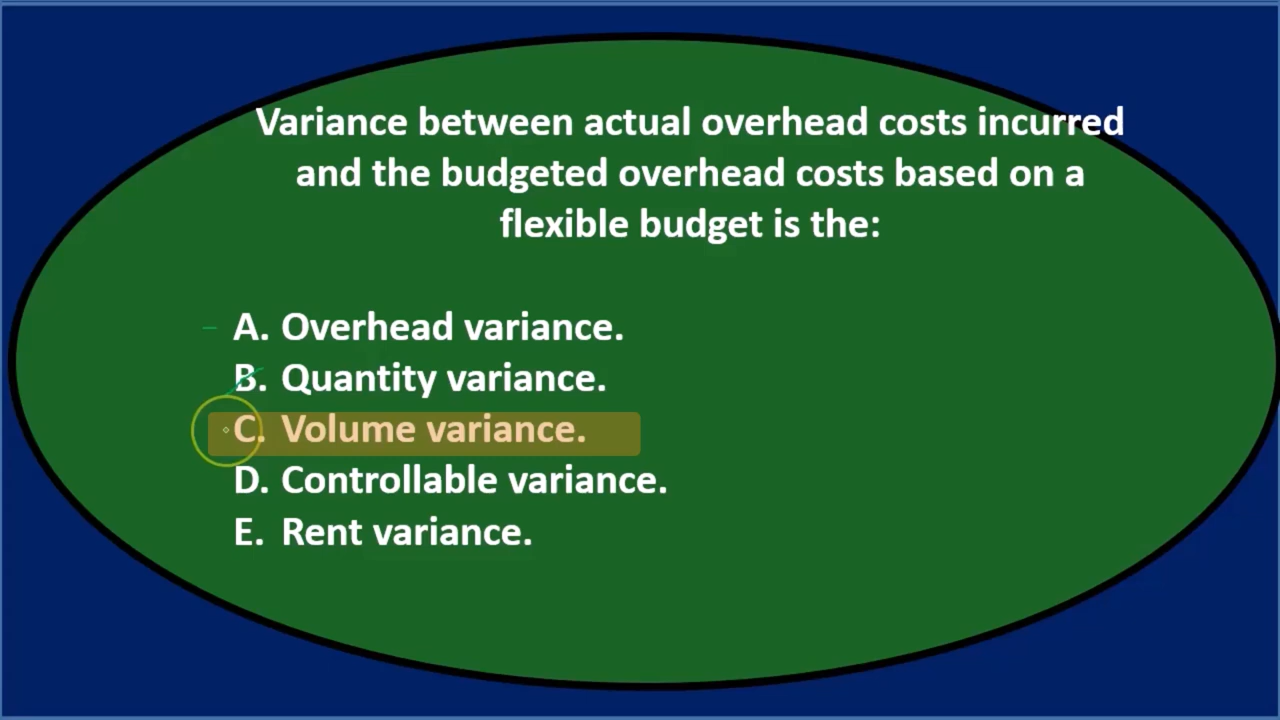 Variance between actual overhead costs incurred
and the budgeted overhead costs based on a
flexible budget is the:
A. Overhead variance.
B. Quantity variance.
C. Volume variance.
D. Controllable variance.
E. Rent variance.